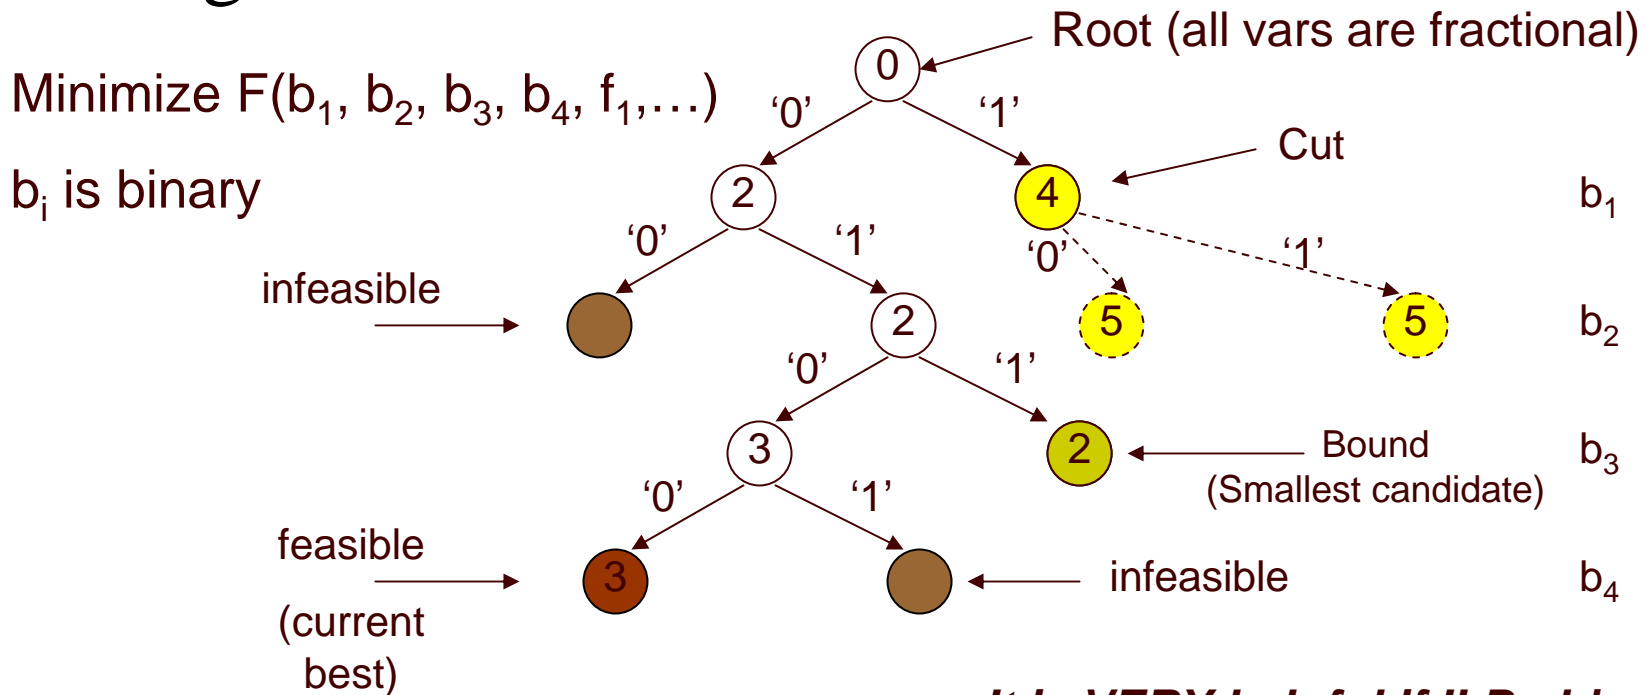 Root (all vars are fractional)
0
Minimize F(b1, b2, b3, b4, f1,…)
‘0’ ‘1’
Cut
bi is binary
2 4 b1
‘0’ ‘1’ ‘0’ ‘1’
infeasible
2 5 5 b2
‘0’ ‘1’
3 2 Bound b3
(Smallest candidate)
‘0’ ‘1’
feasible
3 infeasible b4
(current
best)